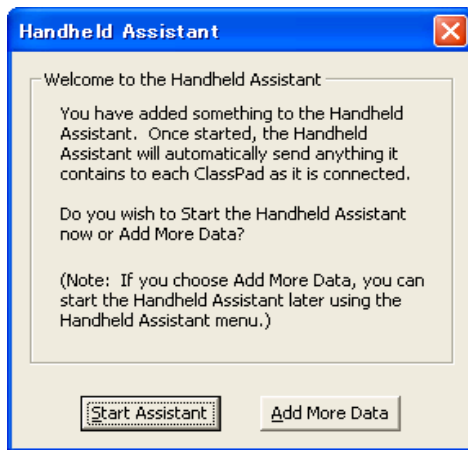 Handheld Assistant
Welcome to the Handheld Assistant
You have added something to the Handheld
Assistant.  Once started, the Handheld
Assistant will automatically send anything it
contains to each ClassPad as it is connected.
Do you wish to Start the Handheld Assistant
now or Add More Data?
(Note:  If you choose Add More Data, you can
start the Handheld Assistant later using the
Handheld Assistant menu.)
Start Assistant
Add More Data